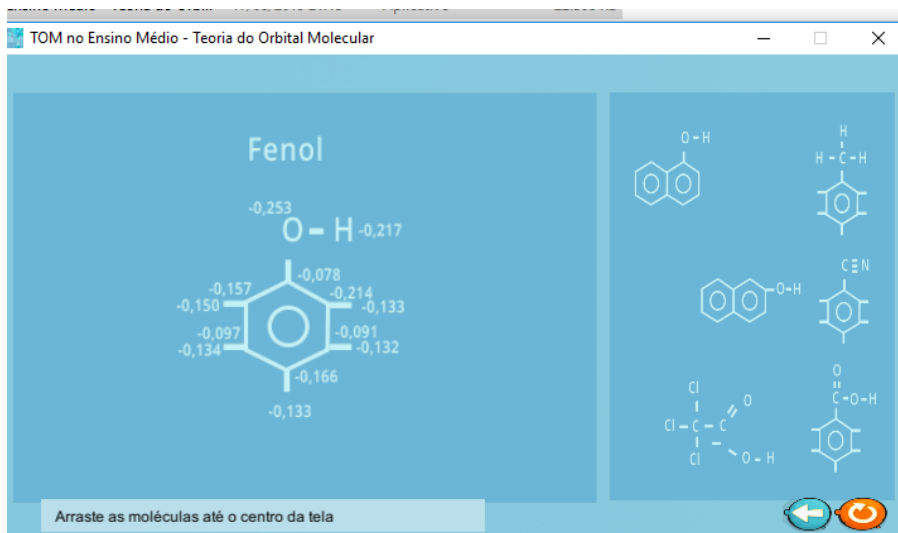 TOM no Ensino Médio - Teoria do Orbital Molecular
Fenol
-0,253
O - H -0,217
-0,078
-0,157
-0,214
-0,150
-0,133
-0,097
-0,091
-0,134
-0,132
-0,166
-0,133
O - H
H
H - C - H
C≡N
O - H
Cl
O
Cl - C - C
Cl
O - H
O
C - O - H
Arraste as moléculas até o centro da tela